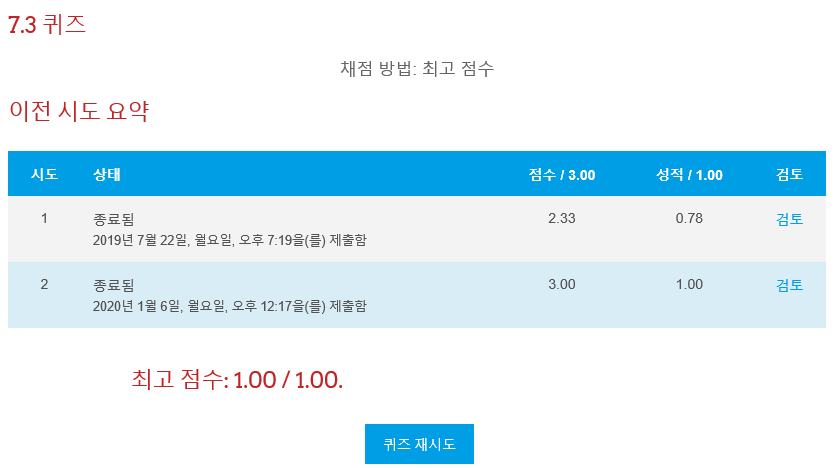 7.3 퀴즈
채점 방법: 최고 점수
이전 시도 요약
시도 상태 점수 / 3.00 성적 / 1.00 검토
1 종료됨 2.33 0.78 검토
2019년 7월 22일, 월요일, 오후 7:19을(를) 제출함
2 종료됨 3.00 1.00 검토
2020년 1월 6일, 월요일, 오후 12:17을(를) 제출함
최고 점수: 1.00 / 1.00.
퀴즈 재시도